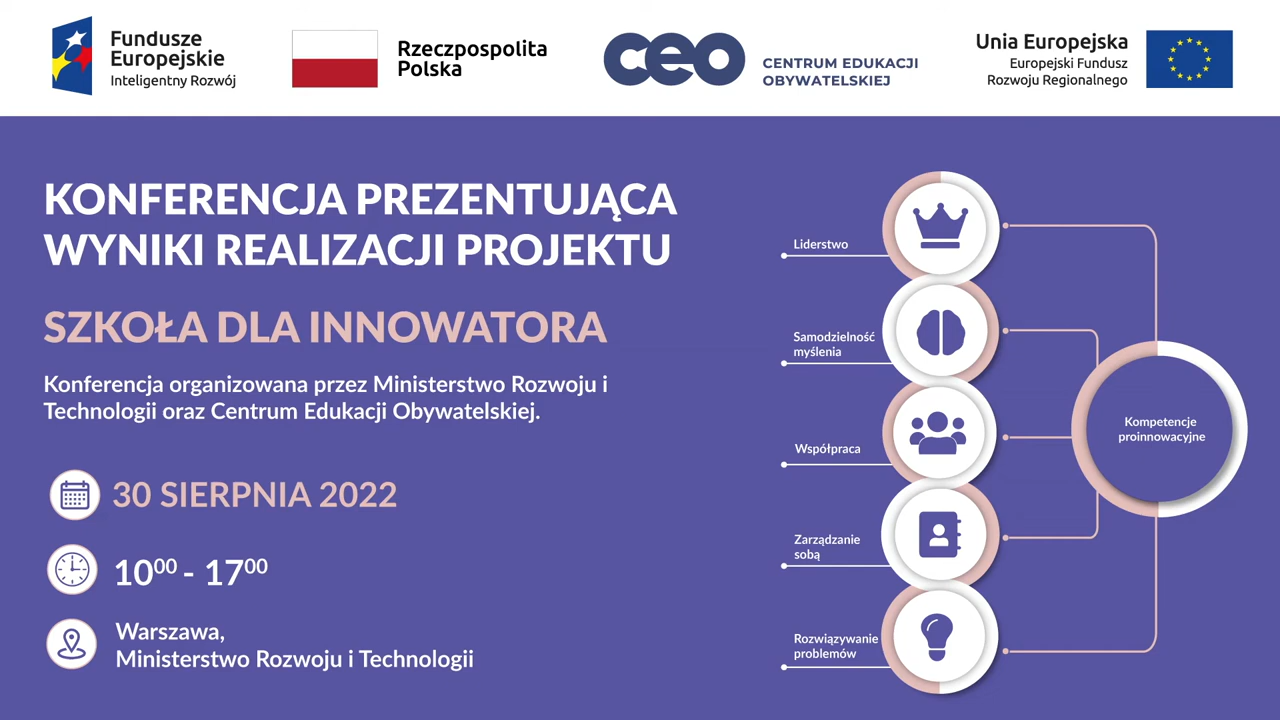 Fundusze
Europejskie
Inteligentny Rozwój
Rzeczpospolita
Polska
ceo
CENTRUM EDUKACJI
OBYWATELSKIEJ
Unia Europejska
Europejski Fundusz
Rozwoju Regionalnego
KONFERENCJA PREZENTUJĄCA
WYNIKI REALIZACJI PROJEKTU
SZKOŁA DLA INNOWATORA
Konferencja organizowana przez Ministerstwo Rozwoju i
Technologii oraz Centrum Edukacji Obywatelskiej.
30 SIERPNIA 2022
10⁰⁰ - 17⁰⁰
Warszawa,
Ministerstwo Rozwoju i Technologii
Liderstwo
Samodzielność
myślenia
Współpraca
Zarządzanie
sobą
Rozwiązywanie
problemów
Kompetencje
proinnowacyjne